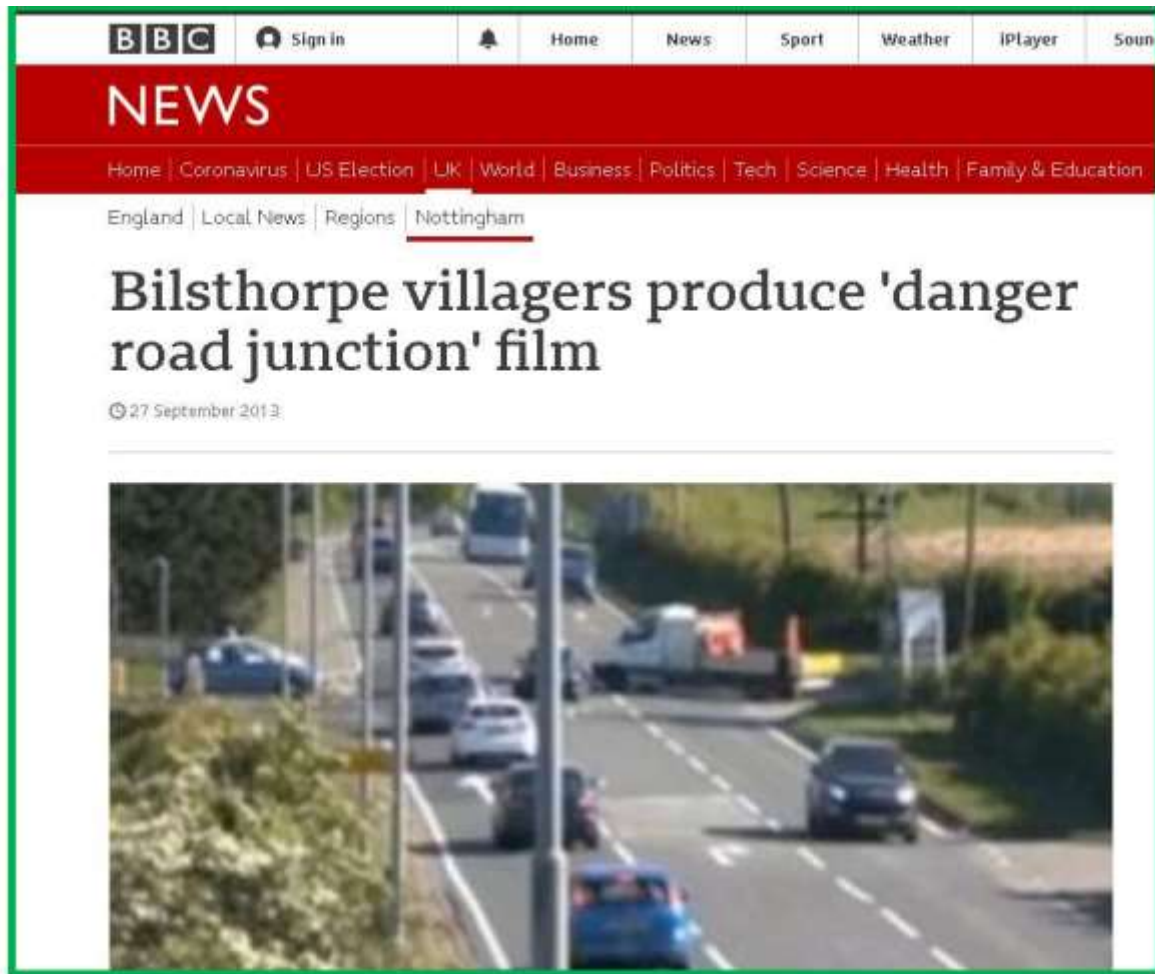 BBC Sign in Home News Sport Weather iPlayer Soun
NEWS
Home Coronavirus US Election UK World Business Politics Tech Science Health Family & Education
England Local News Regions Nottingham
Bilsthorpe villagers produce 'danger
road junction' film
27 September 2013